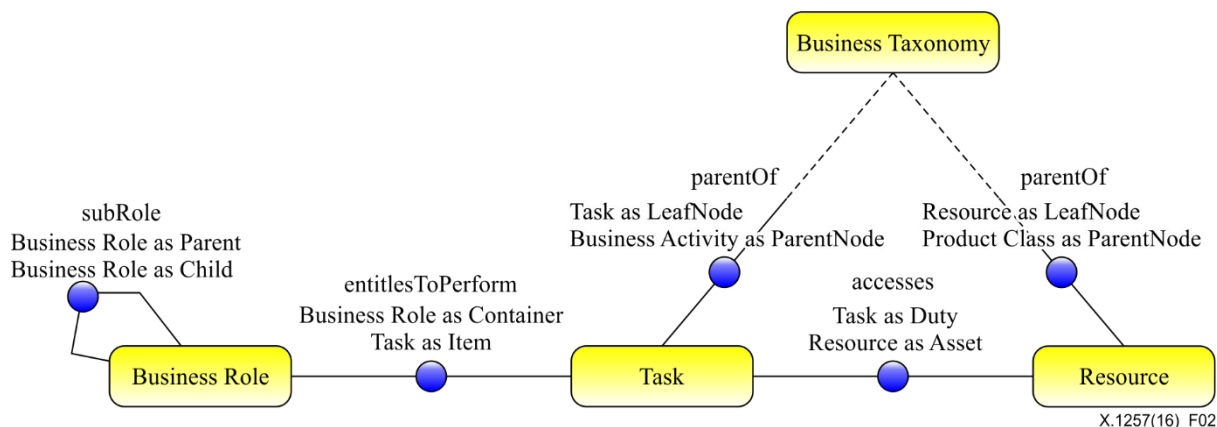 Business Taxonomy
parentOf
Task as LeafNode
Business Activity as ParentNode
parentOf
Resource as LeafNode
Product Class as ParentNode
subRole
Business Role as Parent
Business Role as Child
entitlesToPerform
Business Role as Container
Task as Item
accesses
Task as Duty
Resource as Asset
Business Role
Task
Resource
X.1257(16)_F02